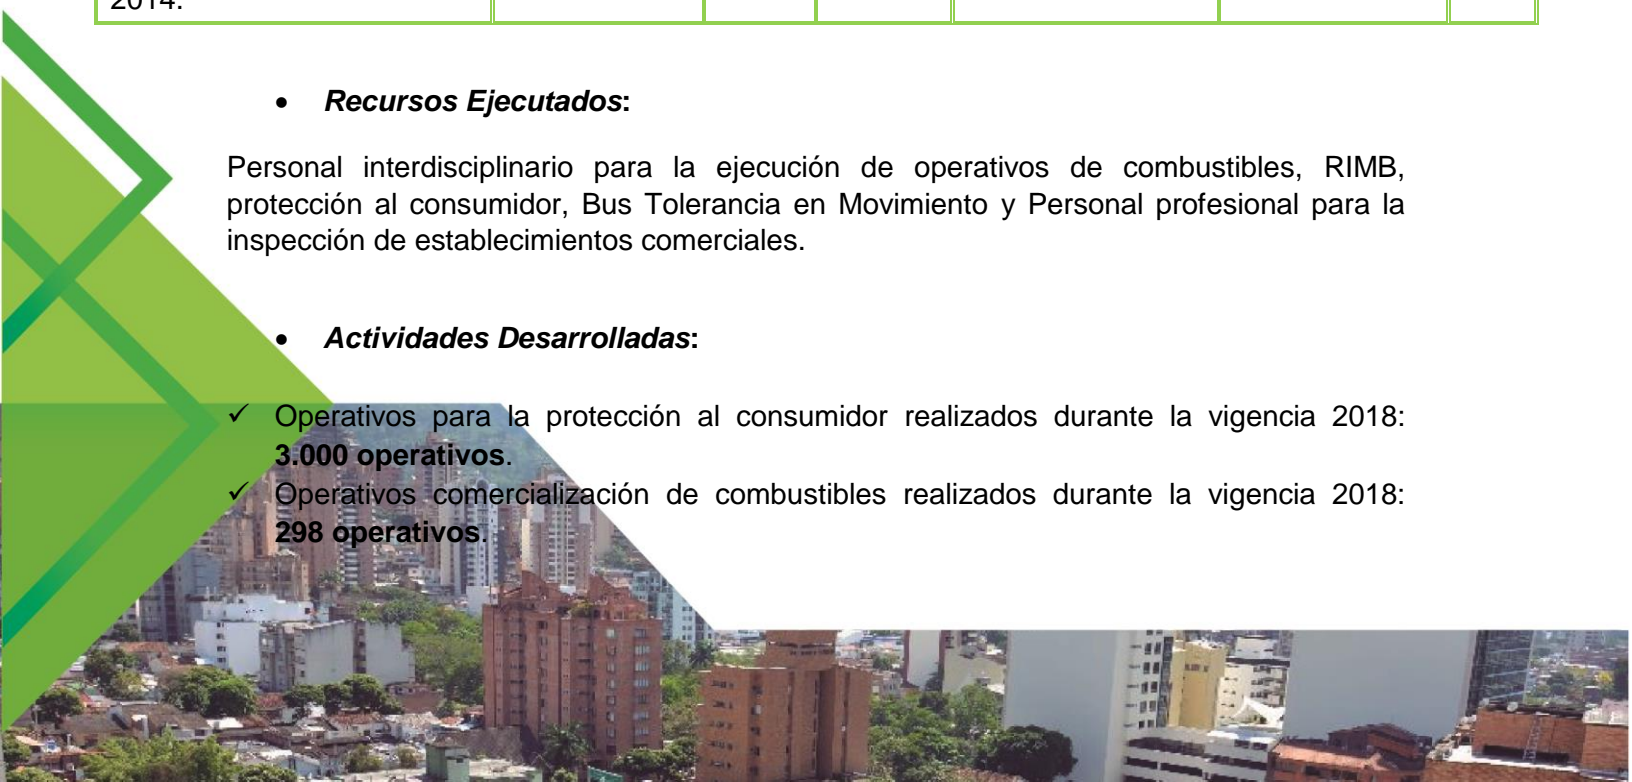 2014.
• Recursos Ejecutados:
Personal interdisciplinario para la ejecución de operativos de combustibles, RIMB,
protección al consumidor, Bus Tolerancia en Movimiento y Personal profesional para la
inspección de establecimientos comerciales.
• Actividades Desarrolladas:
✓ Operativos para la protección al consumidor realizados durante la vigencia 2018:
3.000 operativos.
✓ Operativos comercialización de combustibles realizados durante la vigencia 2018:
298 operativos.